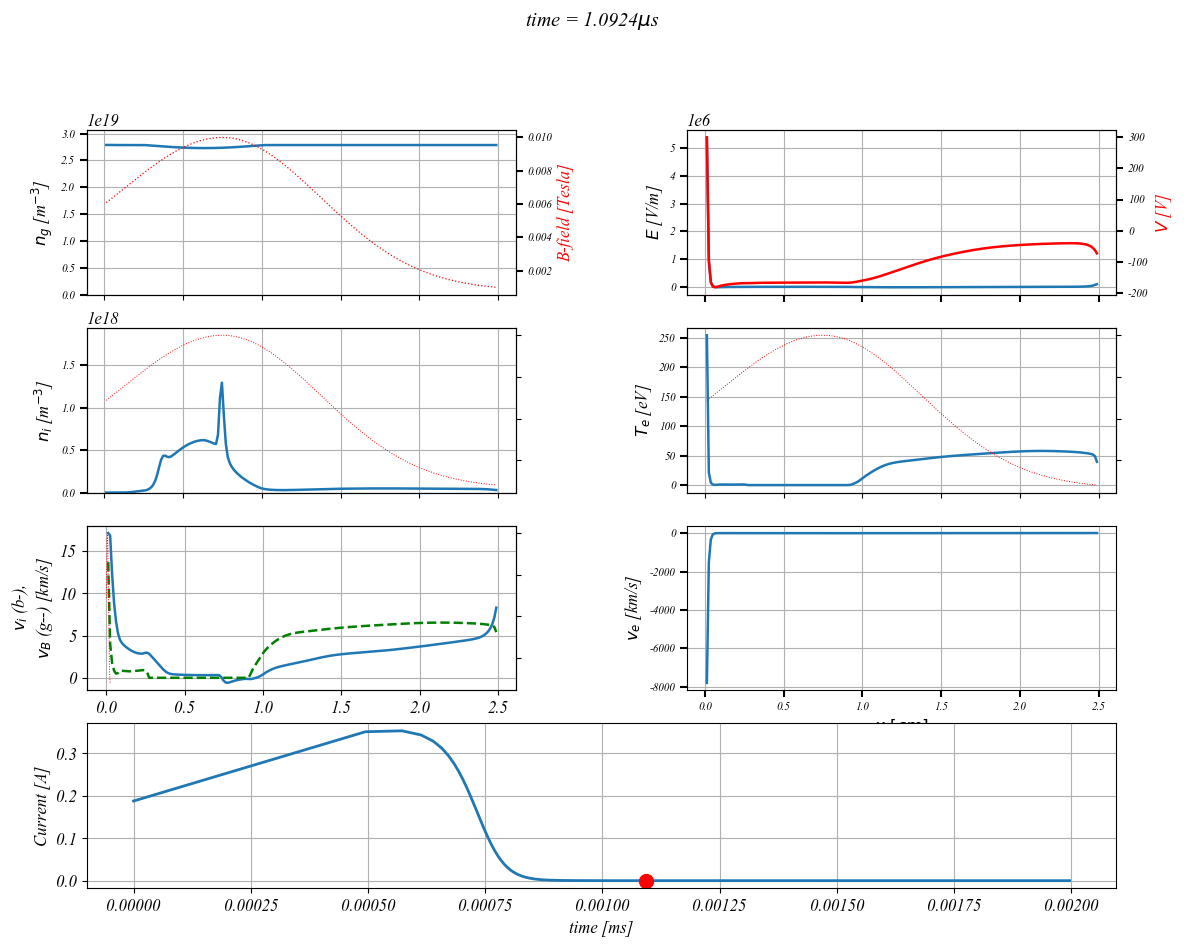 time = 1.0924μs
1e19
3.0
2.5
2.0
1.5
1.0
0.5
0.0
n_g [m^−3]
0.010
0.008
0.006
0.004
0.002
B-field [Tesla]
1e6
5
4
3
2
1
0
E [V/m]
300
200
100
0
-100
-200
V [V]
1e18
1.5
1.0
0.5
0.0
n_i [m^−3]
250
200
150
100
50
0
T_e [eV]
15
10
5
0
v_i (b-),
v_B (g--) [km/s]
0.0 0.5 1.0 1.5 2.0 2.5
0
-2000
-4000
-6000
-8000
v_e [km/s]
0.0 0.5 1.0 1.5 2.0 2.5
0.3
0.2
0.1
0.0
Current [A]
0.00000 0.00025 0.00050 0.00075 0.00100 0.00125 0.00150 0.00175 0.00200
time [ms]